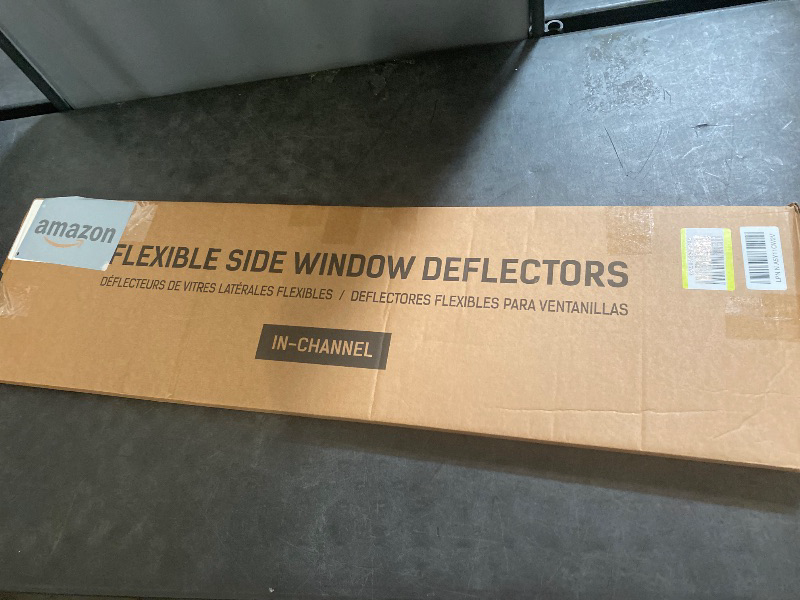 amazon
FLEXIBLE SIDE WINDOW DEFLECTORS
DÉFLECTEURS DE VITRES LATÉRALES FLEXIBLES / DEFLECTORES FLEXIBLES PARA VENTANILLAS
IN-CHANNEL